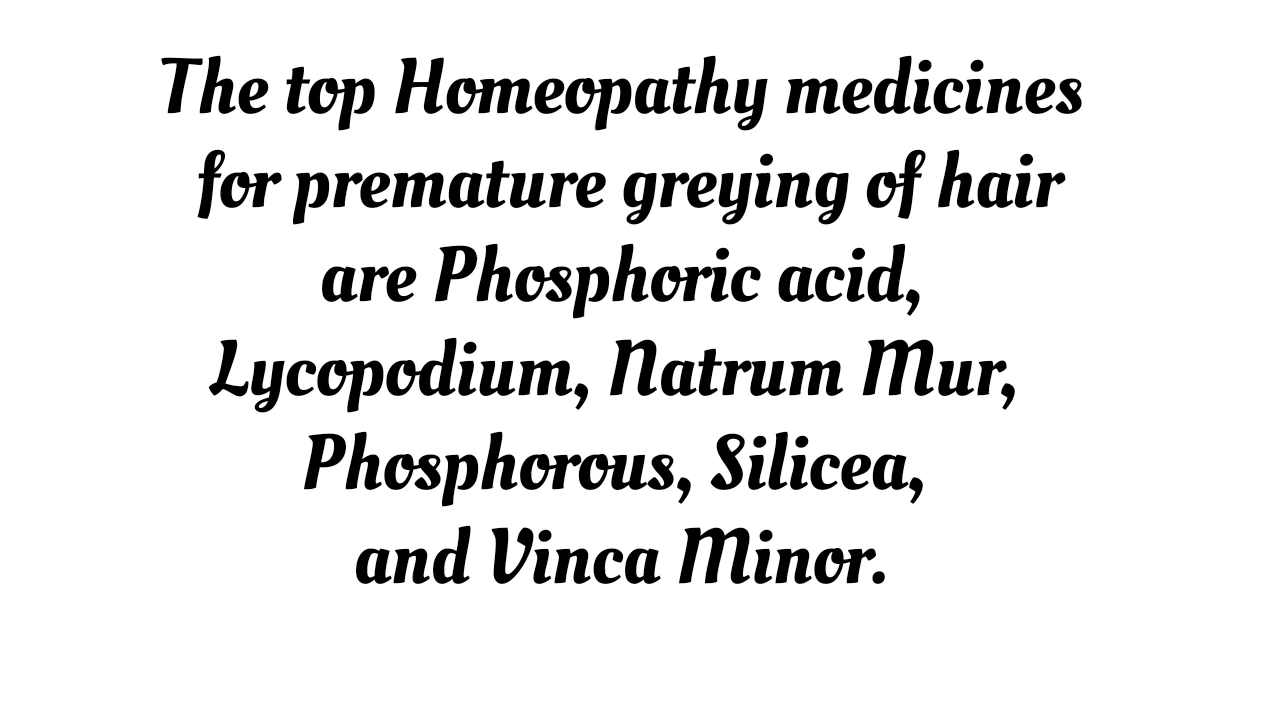 The top Homeopathy medicines
for premature greying of hair
are Phosphoric acid,
Lycopodium, Natrum Mur,
Phosphorous, Silicea,
and Vinca Minor.